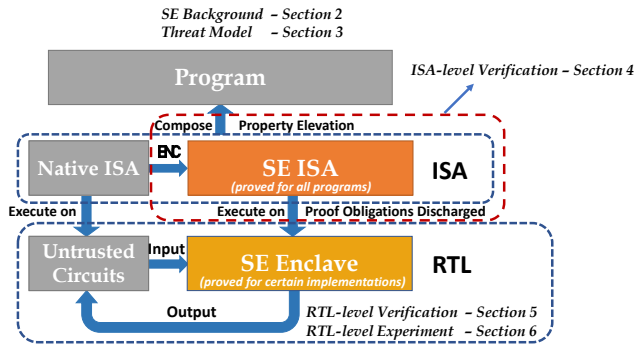 SE Background – Section 2
Threat Model – Section 3
Program
ISA-level Verification – Section 4
Compose
Property Elevation
Native ISA
ENC
SE ISA
(proved for all programs)
ISA
Execute on
Execute on
Proof Obligations Discharged
Untrusted
Circuits
Input
SE Enclave
(proved for certain implementations)
RTL
Output
RTL-level Verification – Section 5
RTL-level Experiment – Section 6